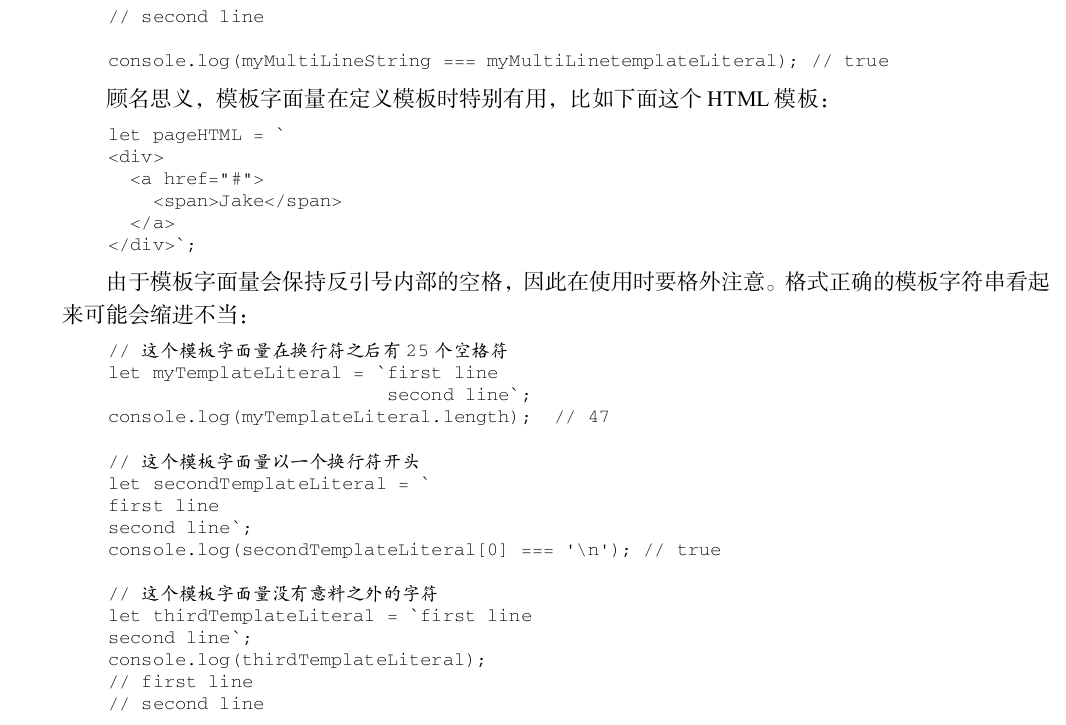 // second line
console.log(myMultiLineString === myMultiLinetemplateLiteral); // true
顾名思义，模板字面量在定义模板时特别有用，比如下面这个 HTML 模板：
let pageHTML = `
<div>
  <a href="#">
    <span>Jake</span>
  </a>
</div>`;
由于模板字面量会保持反引号内部的空格，因此在使用时要格外注意。格式正确的模板字符串看起
来可能会缩进不当：
// 这个模板字面量在换行符之后有 25 个空格符
let myTemplateLiteral = `first line
                         second line`;
console.log(myTemplateLiteral.length);  // 47
// 这个模板字面量以一个换行符开头
let secondTemplateLiteral = `
first line
second line`;
console.log(secondTemplateLiteral[0] === '\n'); // true
// 这个模板字面量没有意料之外的字符
let thirdTemplateLiteral = `first line
second line`;
console.log(thirdTemplateLiteral);
// first line
// second line